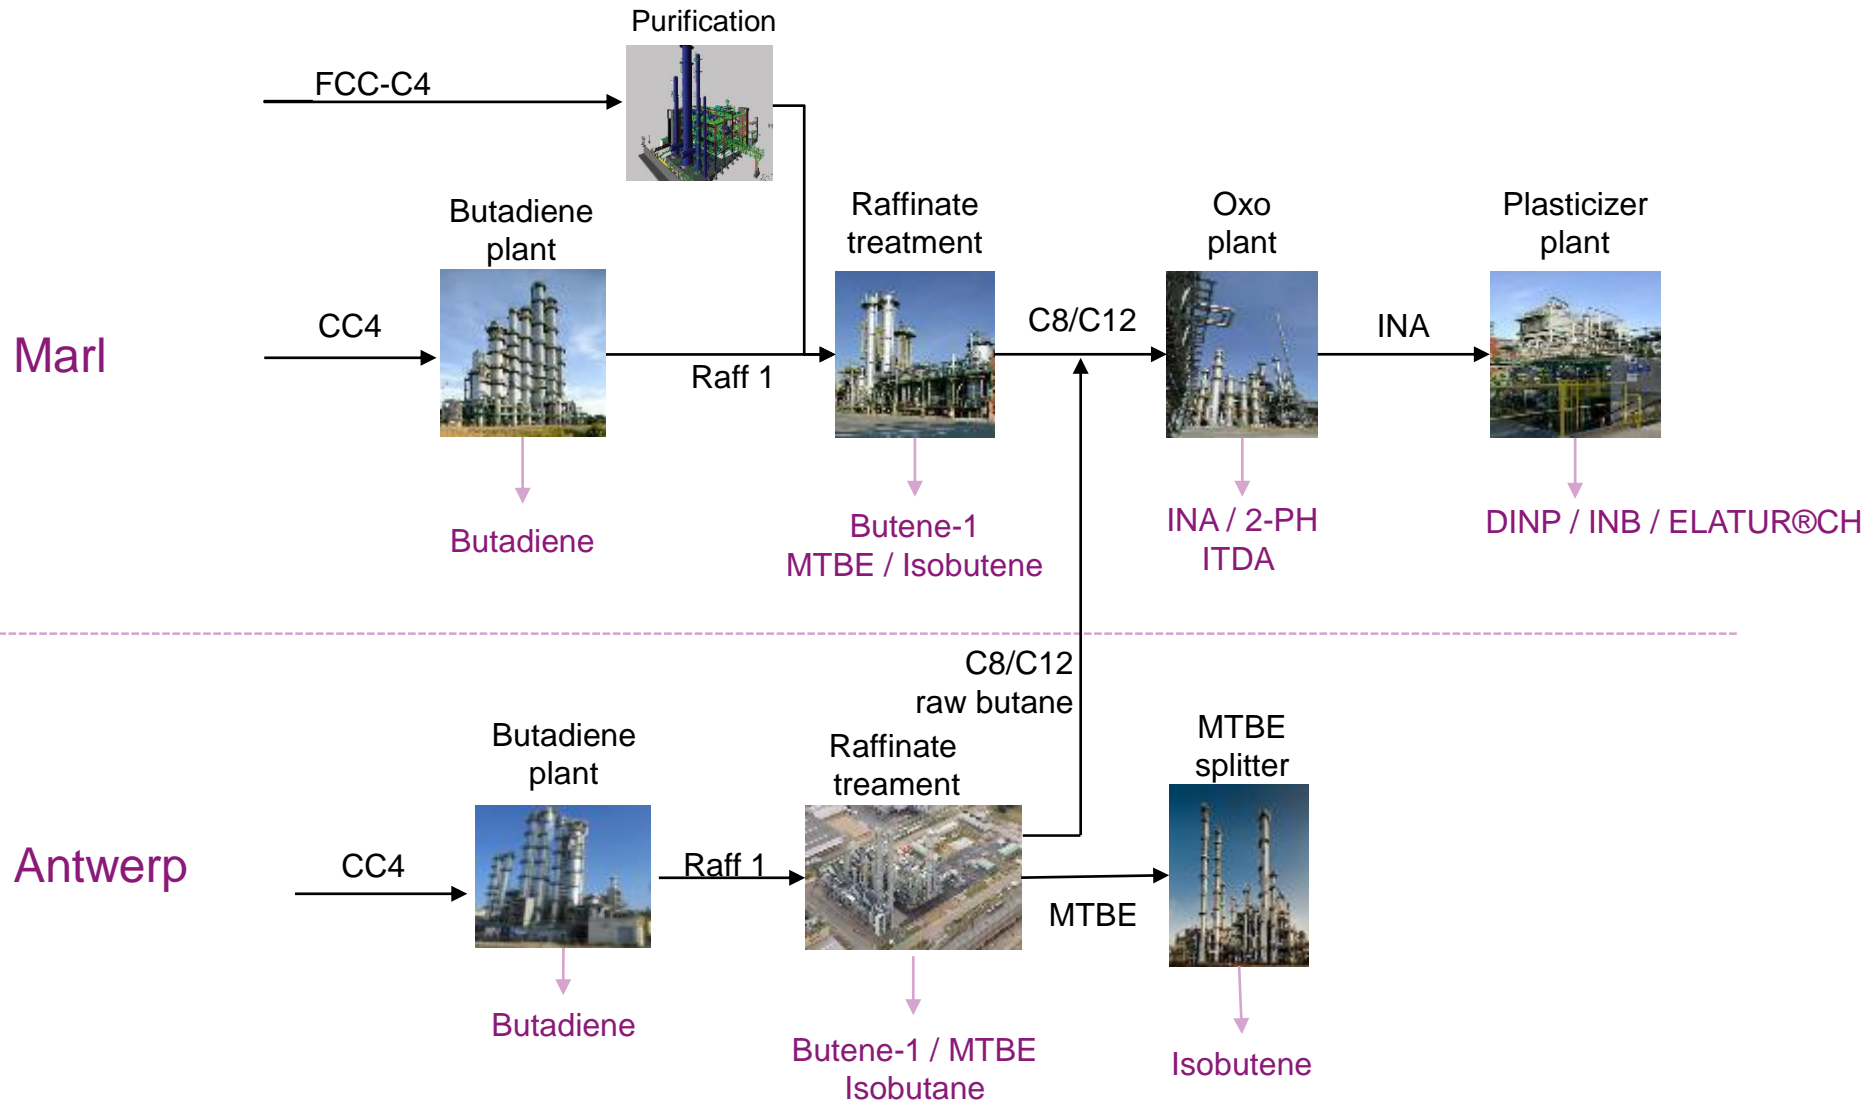 Purification
FCC-C4
Butadiene
plant
Raffinate
treatment
Oxo
plant
Plasticizer
plant
Marl
CC4
Raff 1
C8/C12
INA
Butadiene
Butene-1
MTBE / Isobutene
INA / 2-PH
ITDA
DINP / INB / ELATUR®CH
C8/C12
raw butane
Butadiene
plant
Raffinate
treament
MTBE
splitter
Antwerp
CC4
Raff 1
MTBE
Butadiene
Butene-1 / MTBE
Isobutane
Isobutene